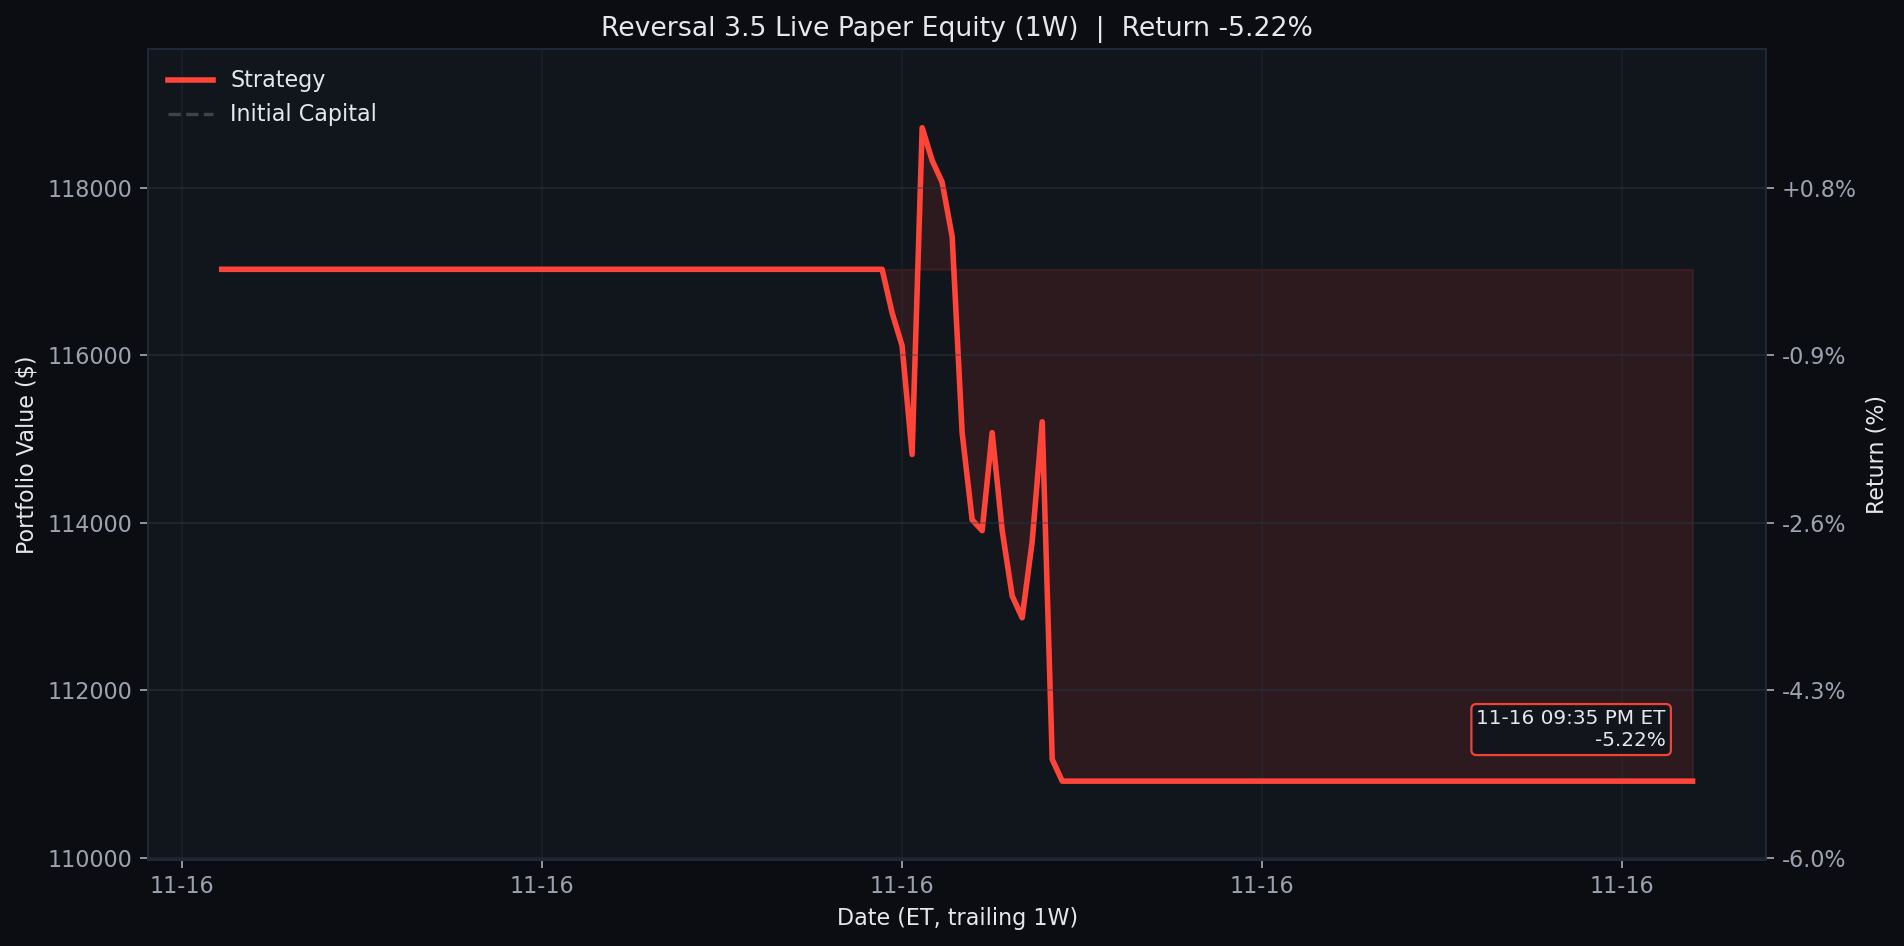 Reversal 3.5 Live Paper Equity (1W)  |  Return -5.22%
Strategy
Initial Capital
118000
116000
114000
112000
110000
Portfolio Value ($)
+0.8%
-0.9%
-2.6%
-4.3%
-6.0%
Return (%)
11-16 09:35 PM ET
-5.22%
11-16
11-16
11-16
11-16
11-16
Date (ET, trailing 1W)